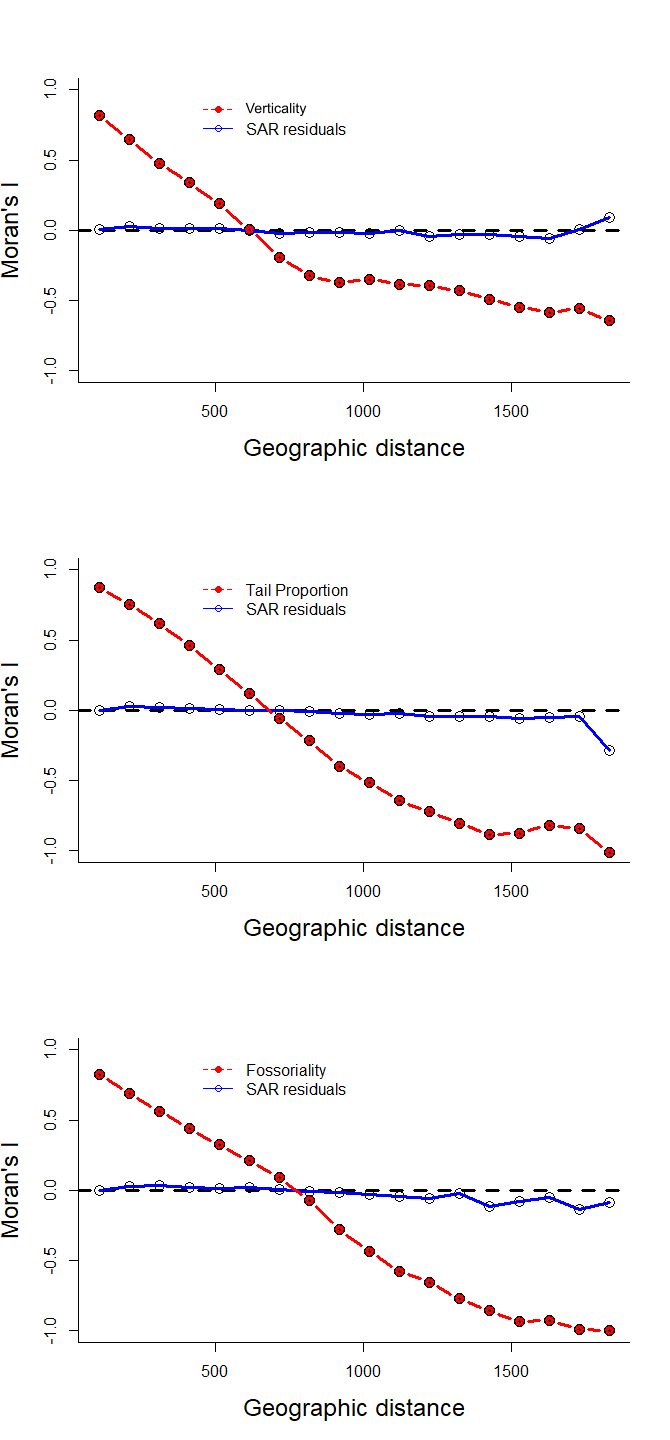 Verticality
SAR residuals
1.0
0.5
0.0
-0.5
-1.0
Moran's I
500 1000 1500
Geographic distance
Tail Proportion
SAR residuals
1.0
0.5
0.0
-0.5
-1.0
Moran's I
500 1000 1500
Geographic distance
Fossoriality
SAR residuals
1.0
0.5
0.0
-0.5
-1.0
Moran's I
500 1000 1500
Geographic distance